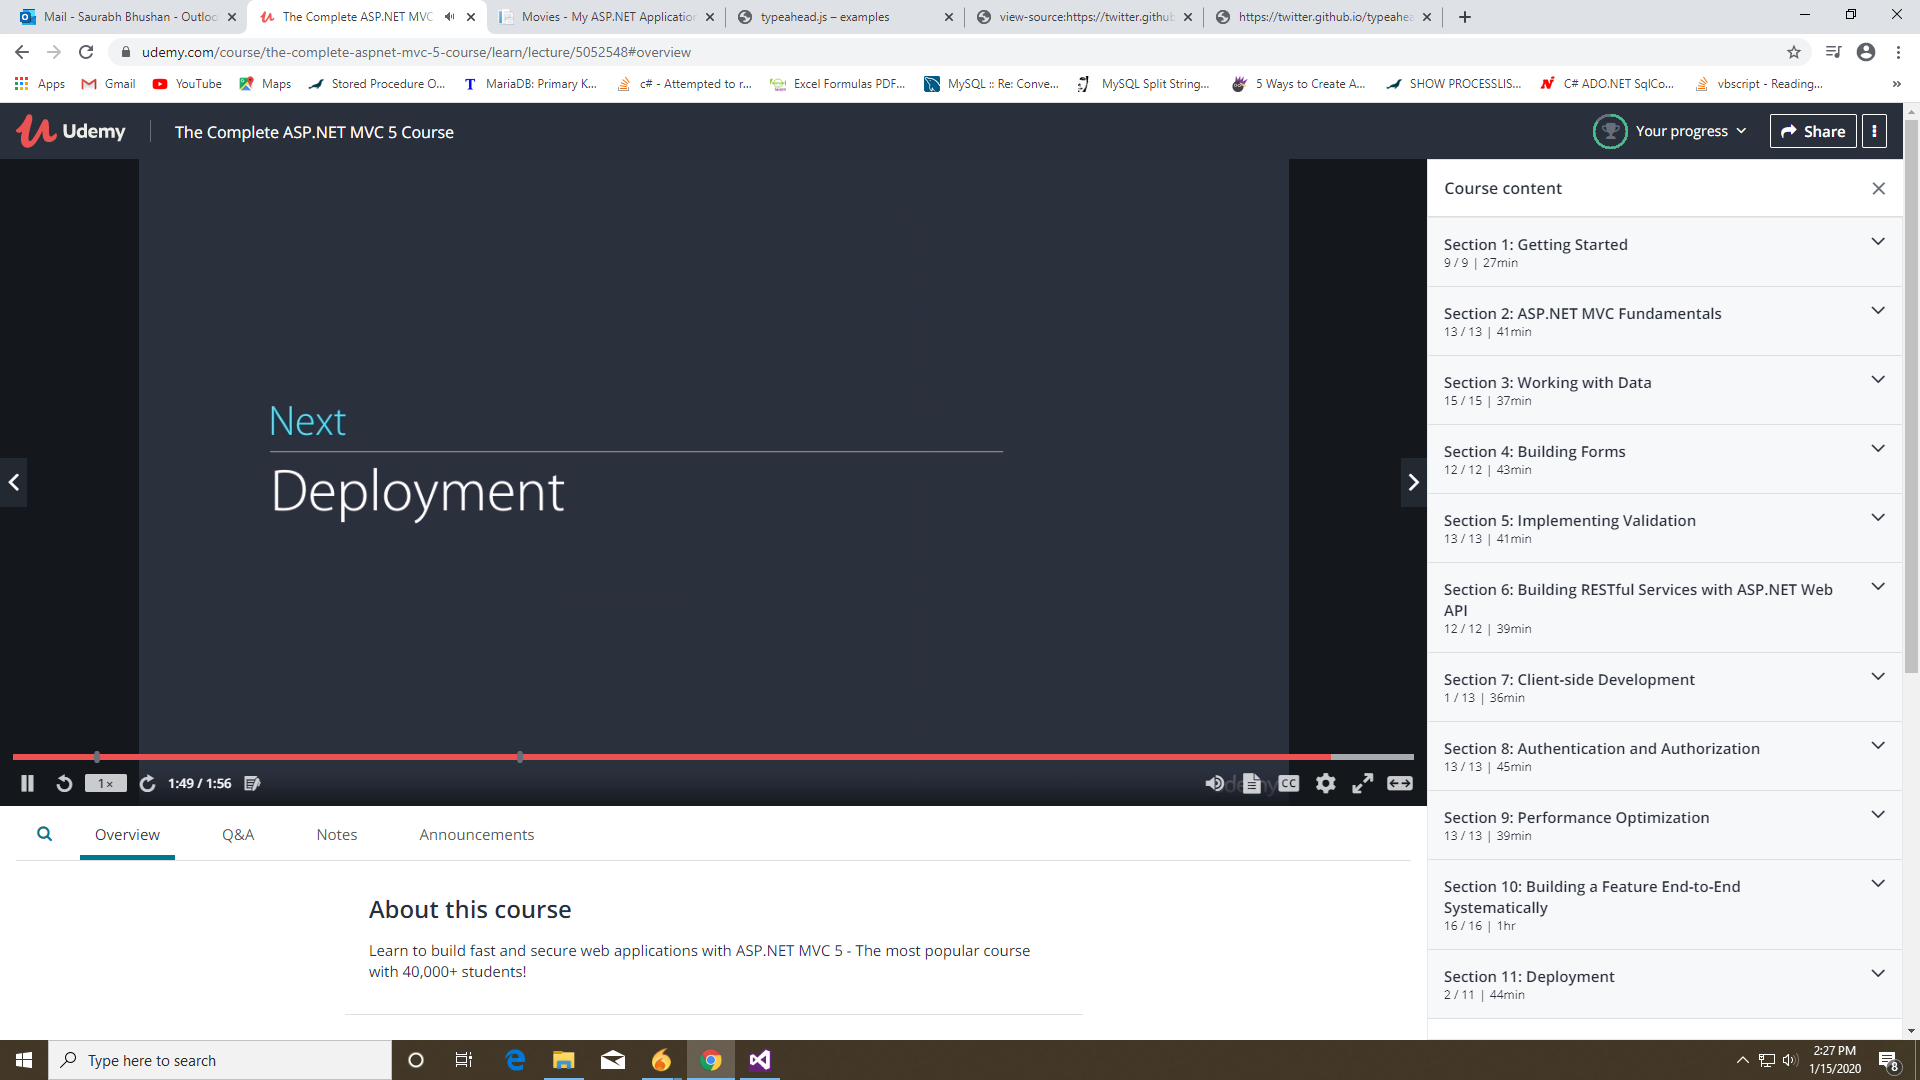 Mail - Saurabh Bhushan - Outloo
The Complete ASP.NET MVC
Movies - My ASP.NET Application
typeahead.js – examples
view-source:https://twitter.github
https://twitter.github.io/typeahea
udemy.com/course/the-complete-aspnet-mvc-5-course/learn/lecture/5052548#overview
Apps
Gmail
YouTube
Maps
Stored Procedure O...
MariaDB: Primary K...
c# - Attempted to r...
Excel Formulas PDF...
MySQL :: Re: Conve...
MySQL Split String...
5 Ways to Create A...
SHOW PROCESSLIS...
C# ADO.NET SqlCo...
vbscript - Reading...
»
Udemy
The Complete ASP.NET MVC 5 Course
Your progress
Share
Next
Deployment
1×
1:49 / 1:56
CC
Overview
Q&A
Notes
Announcements
About this course
Learn to build fast and secure web applications with ASP.NET MVC 5 - The most popular course
with 40,000+ students!
Course content
Section 1: Getting Started
9 / 9 | 27min
Section 2: ASP.NET MVC Fundamentals
13 / 13 | 41min
Section 3: Working with Data
15 / 15 | 37min
Section 4: Building Forms
12 / 12 | 43min
Section 5: Implementing Validation
13 / 13 | 41min
Section 6: Building RESTful Services with ASP.NET Web
API
12 / 12 | 39min
Section 7: Client-side Development
1 / 13 | 36min
Section 8: Authentication and Authorization
13 / 13 | 45min
Section 9: Performance Optimization
13 / 13 | 39min
Section 10: Building a Feature End-to-End
Systematically
16 / 16 | 1hr
Section 11: Deployment
2 / 11 | 44min
Type here to search
2:27 PM
1/15/2020
8